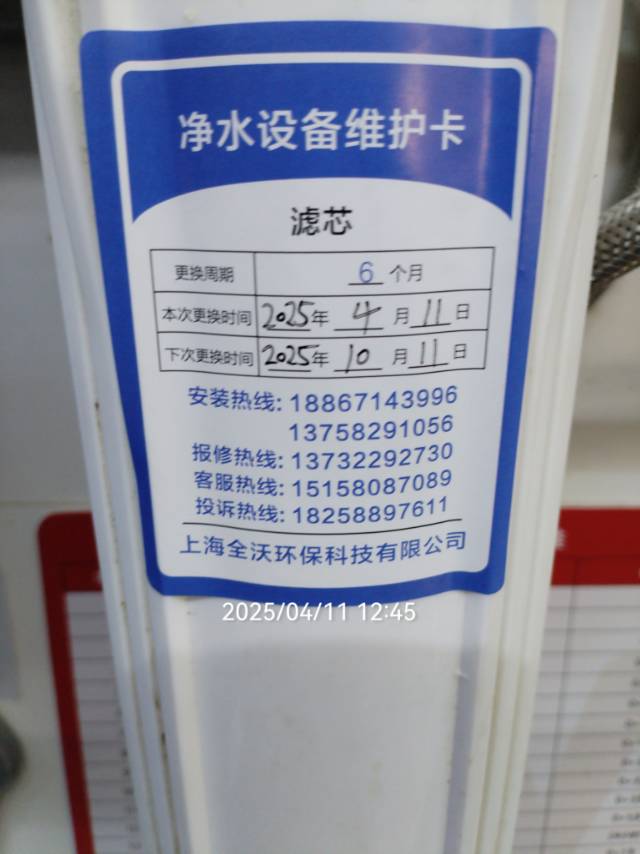 净水设备维护卡
滤芯
更换周期 6 个月
本次更换时间 2025年 4 月 11 日
下次更换时间 2025年 10 月 11 日
安装热线: 18867143996
13758291056
报修热线: 13732292730
客服热线: 15158087089
投诉热线: 18258897611
上海全沃环保科技有限公司
2025/04/11 12:45